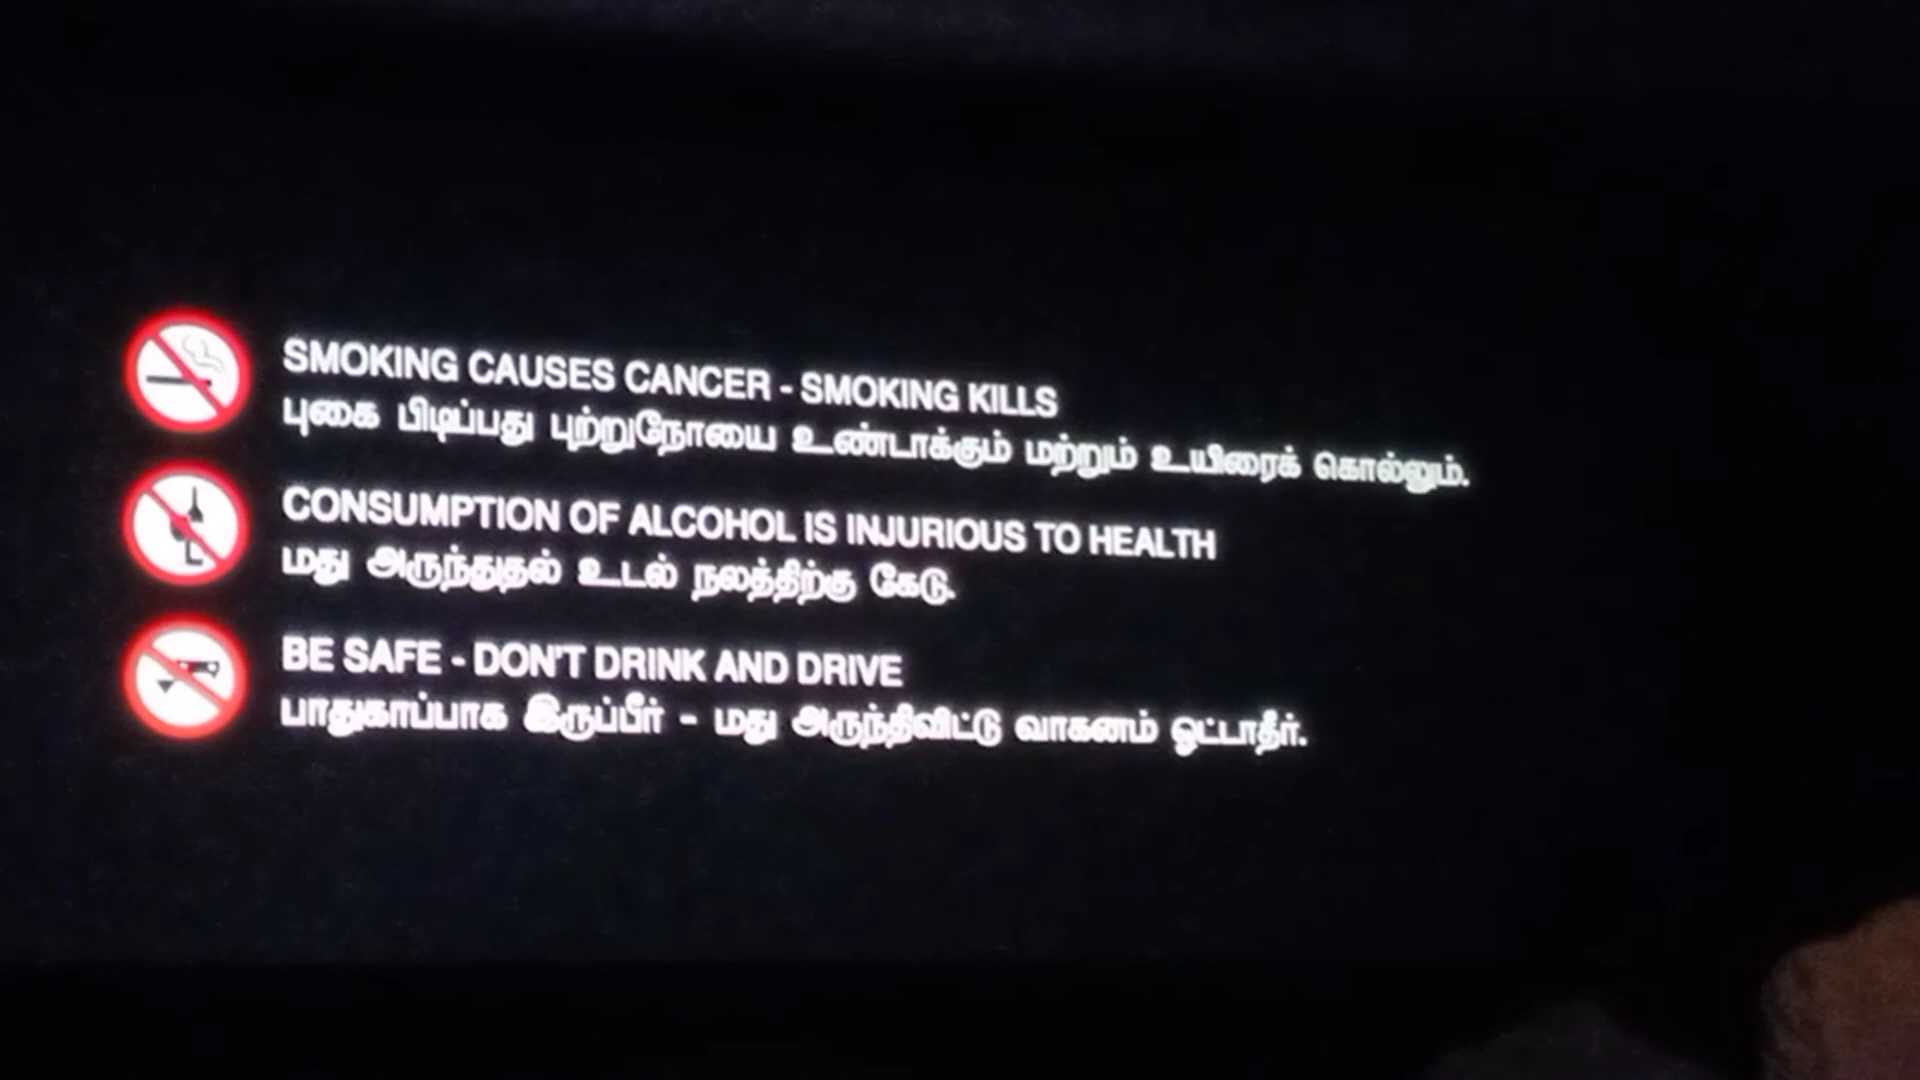 SMOKING CAUSES CANCER - SMOKING KILLS
புகை பிடிப்பது புற்றுநோயை உண்டாக்கும் மற்றும் உயிரைக் கொல்லும்.
CONSUMPTION OF ALCOHOL IS INJURIOUS TO HEALTH
மது அருந்துதல் உடல் நலத்திற்கு கேடு.
BE SAFE - DON'T DRINK AND DRIVE
பாதுகாப்பாக இருப்பீர் - மது அருந்திவிட்டு வாகனம் ஓட்டாதீர்.